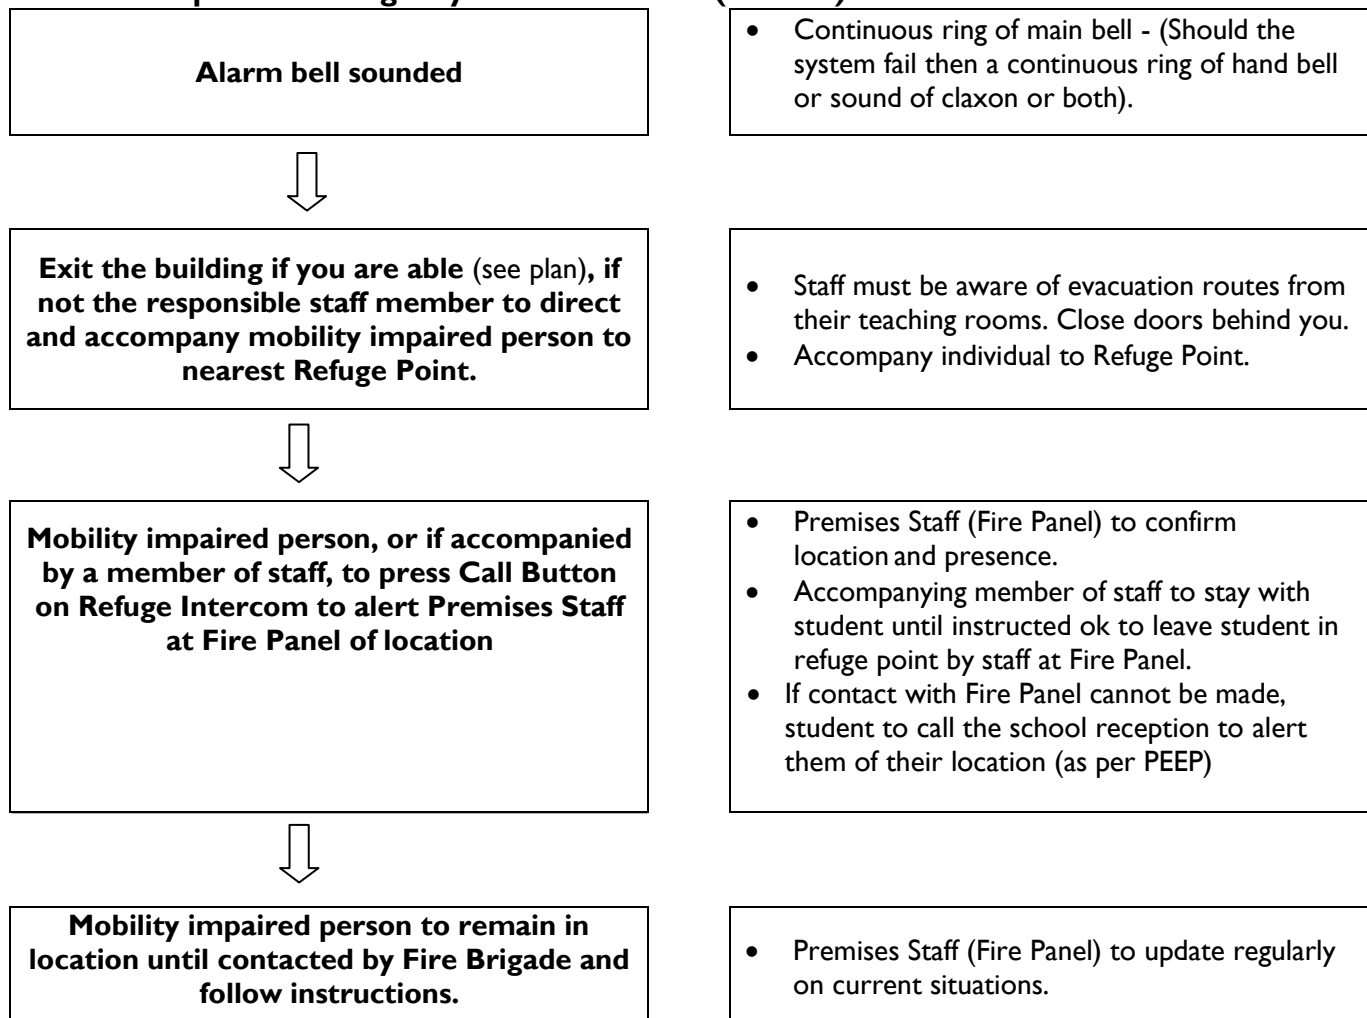 Alarm bell sounded
• Continuous ring of main bell - (Should the
system fail then a continuous ring of hand bell
or sound of claxon or both).
Exit the building if you are able (see plan), if
not the responsible staff member to direct
and accompany mobility impaired person to
nearest Refuge Point.
• Staff must be aware of evacuation routes from
their teaching rooms. Close doors behind you.
• Accompany individual to Refuge Point.
Mobility impaired person, or if accompanied
by a member of staff, to press Call Button
on Refuge Intercom to alert Premises Staff
at Fire Panel of location
• Premises Staff (Fire Panel) to confirm
location and presence.
• Accompanying member of staff to stay with
student until instructed ok to leave student in
refuge point by staff at Fire Panel.
• If contact with Fire Panel cannot be made,
student to call the school reception to alert
them of their location (as per PEEP)
Mobility impaired person to remain in
location until contacted by Fire Brigade and
follow instructions.
• Premises Staff (Fire Panel) to update regularly
on current situations.